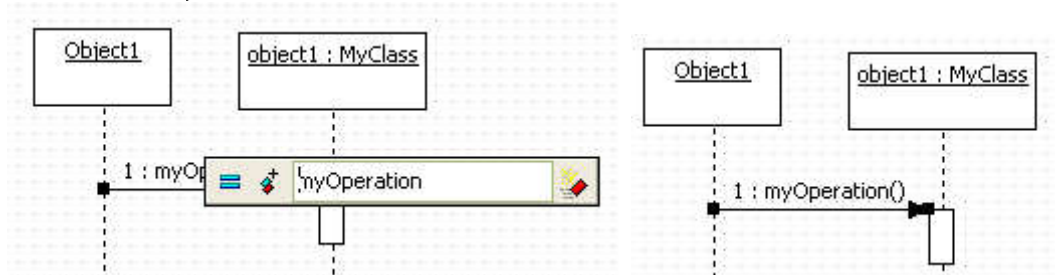 Object1
object1 : MyClass
1 : myOp
myOperation
Object1
object1 : MyClass
1 : myOperation()